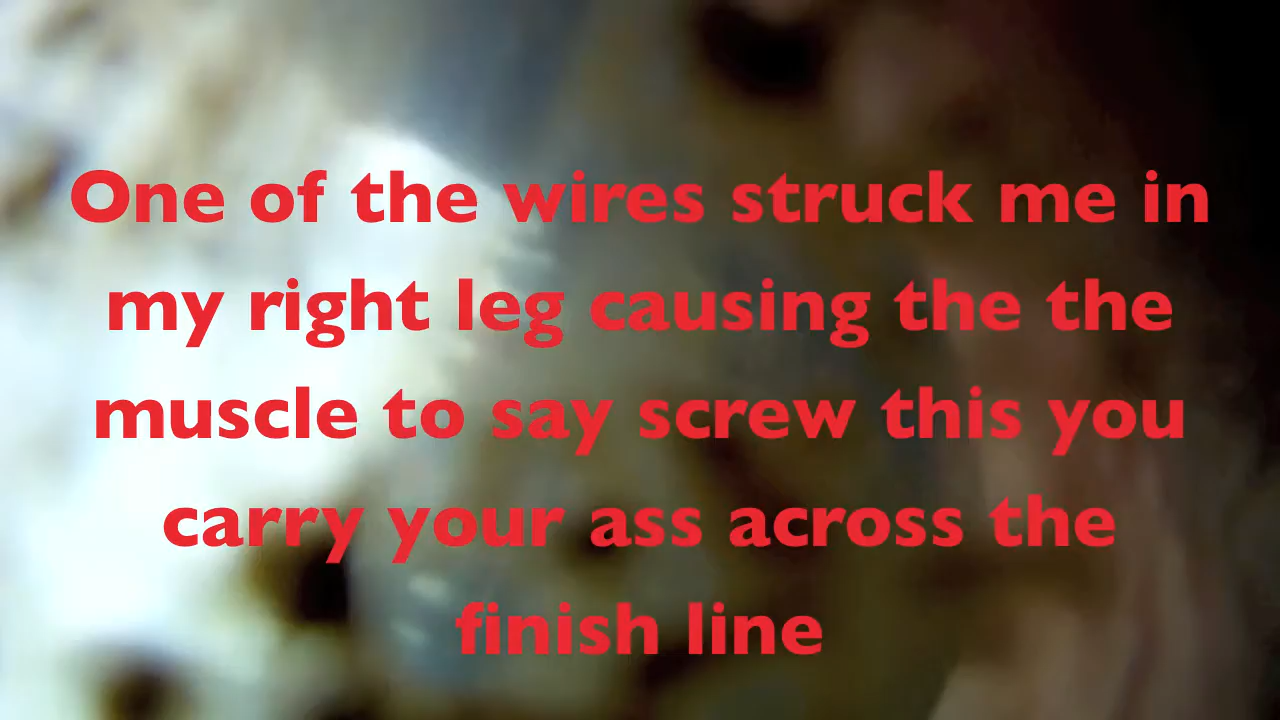 One of the wires struck me in
my right leg causing the the
muscle to say screw this you
carry your ass across the
finish line